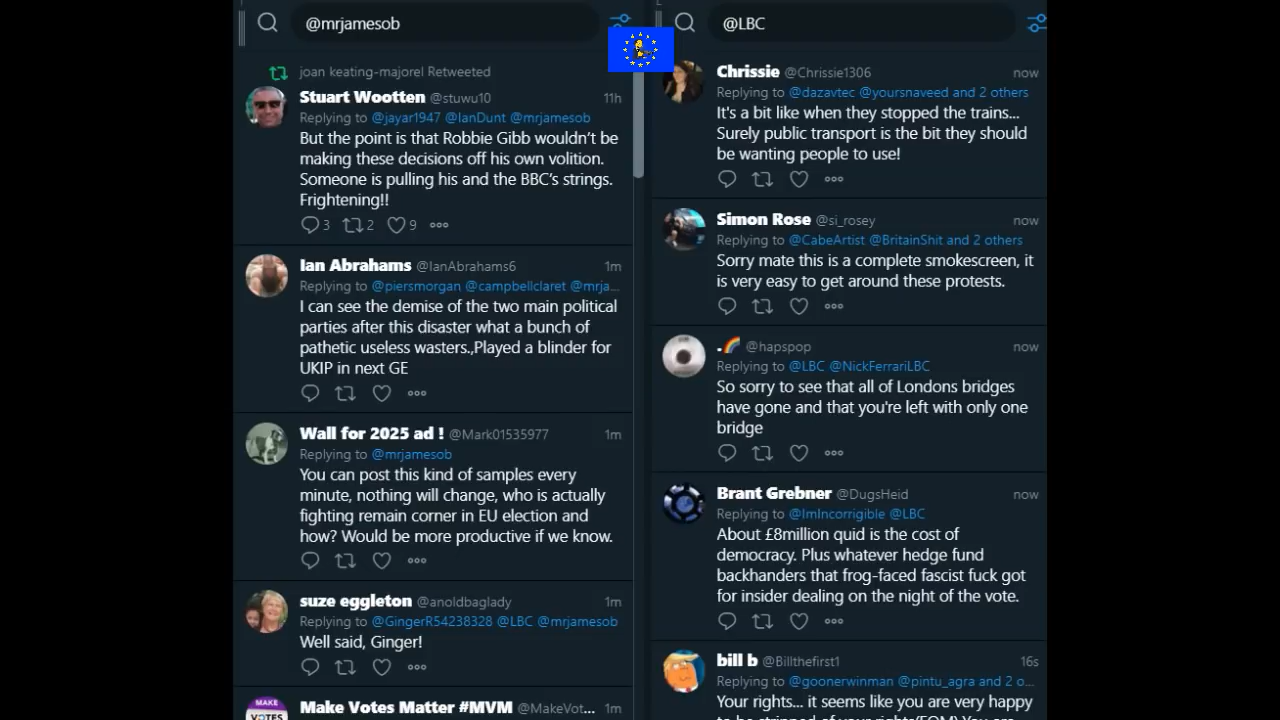 @mrjamesob
joan keating-majorel Retweeted
Stuart Wootten @stuwu10 11h
Replying to @jayar1947 @IanDunt @mrjamesob
But the point is that Robbie Gibb wouldn't be
making these decisions off his own volition.
Someone is pulling his and the BBC's strings.
Frightening!!
3 2 9
Ian Abrahams @IanAbrahams6 1m
Replying to @piersmorgan @campbellclaret @mrja...
I can see the demise of the two main political
parties after this disaster what a bunch of
pathetic useless wasters.,Played a blinder for
UKIP in next GE
Wall for 2025 ad ! @Mark01535977 1m
Replying to @mrjamesob
You can post this kind of samples every
minute, nothing will change, who is actually
fighting remain corner in EU election and
how? Would be more productive if we know.
suze eggleton @anoldbaglady 1m
Replying to @GingerR54238328 @LBC @mrjamesob
Well said, Ginger!
MAKE
VOTES
Make Votes Matter #MVM @MakeVot... 1m
@LBC
Chrissie @Chrissie1306 now
Replying to @dazavtec @yoursnaveed and 2 others
It's a bit like when they stopped the trains...
Surely public transport is the bit they should
be wanting people to use!
Simon Rose @si_rosey now
Replying to @CabeArtist @BritainShit and 2 others
Sorry mate this is a complete smokescreen, it
is very easy to get around these protests.
.🌈 @hapspop now
Replying to @LBC @NickFerrariLBC
So sorry to see that all of Londons bridges
have gone and that you're left with only one
bridge
Brant Grebner @DugsHeid now
Replying to @ImIncorrigible @LBC
About £8million quid is the cost of
democracy. Plus whatever hedge fund
backhanders that frog-faced fascist fuck got
for insider dealing on the night of the vote.
bill b @Billthefirst1 16s
Replying to @goonerwinman @pintu_agra and 2 o...
Your rights... it seems like you are very happy
to be stripped of your rights(FOM) You are